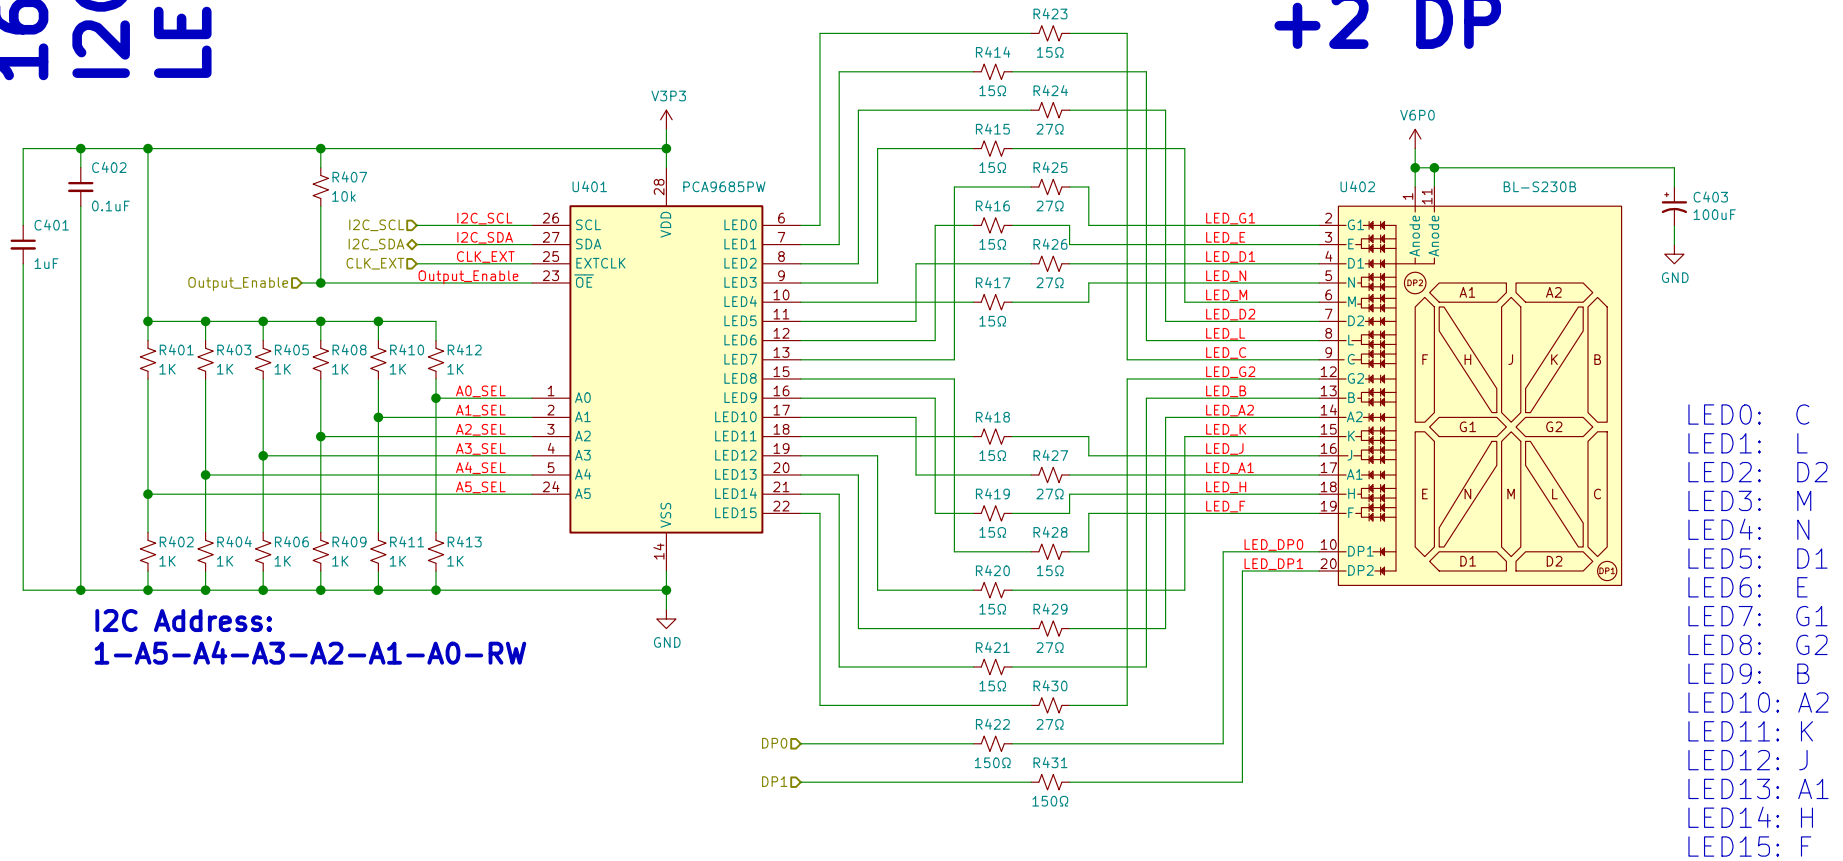 16
I2C
LE
+2 DP
V3P3
V6P0
C402
0.1uF
C401
1uF
R407
10k
I2C_SCL
I2C_SDA
CLK_EXT
Output_Enable
I2C_SCL
I2C_SDA
CLK_EXT
Output_Enable
U401
PCA9685PW
28
VDD
26 SCL
27 SDA
25 EXTCLK
23 OE
R401
1K
R403
1K
R405
1K
R408
1K
R410
1K
R412
1K
A0_SEL 1 A0
A1_SEL 2 A1
A2_SEL 3 A2
A3_SEL 4 A3
A4_SEL 5 A4
A5_SEL 24 A5
VSS
14
GND
R402
1K
R404
1K
R406
1K
R409
1K
R411
1K
R413
1K
I2C Address:
1-A5-A4-A3-A2-A1-A0-RW
LED0 6
LED1 7
LED2 8
LED3 9
LED4 10
LED5 11
LED6 12
LED7 13
LED8 15
LED9 16
LED10 17
LED11 18
LED12 19
LED13 20
LED14 21
LED15 22
R423
15Ω
R414
15Ω
R424
27Ω
R415
15Ω
R425
27Ω
R416
15Ω
R426
27Ω
R417
15Ω
R418
15Ω
R427
27Ω
R419
15Ω
R428
15Ω
R420
15Ω
R429
27Ω
R421
15Ω
R430
27Ω
DP0
R422
150Ω
DP1
R431
150Ω
U402
BL-S230B
1
11
Anode
Anode
LED_G1 2 G1
LED_E 3 E
LED_D1 4 D1
LED_N 5 N
LED_M 6 M
LED_D2 7 D2
LED_L 8 L
LED_C 9 C
LED_G2 12 G2
LED_B 13 B
LED_A2 14 A2
LED_K 15 K
LED_J 16 J
LED_A1 17 A1
LED_H 18 H
LED_F 19 F
LED_DP0 10 DP1
LED_DP1 20 DP2
DP2
A1
A2
F
H
J
K
B
G1
G2
E
N
M
L
C
D1
D2
DP1
+
C403
100uF
GND
LED0: C
LED1: L
LED2: D2
LED3: M
LED4: N
LED5: D1
LED6: E
LED7: G1
LED8: G2
LED9: B
LED10: A2
LED11: K
LED12: J
LED13: A1
LED14: H
LED15: F